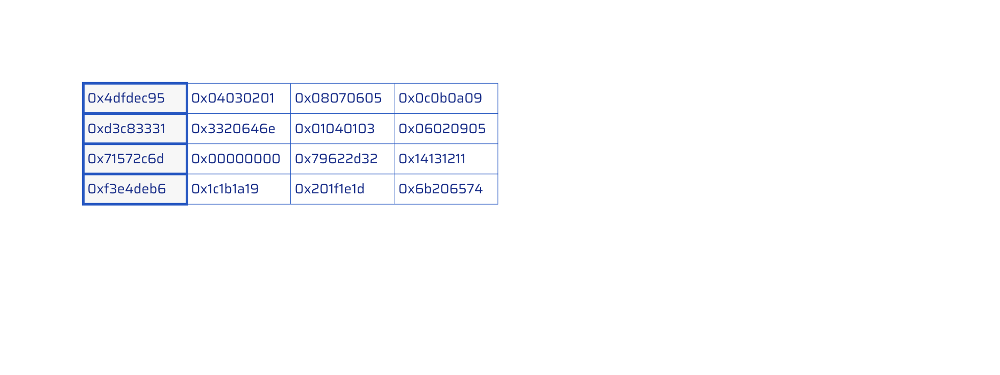 0x4dfdec95 0x04030201 0x08070605 0x0c0b0a09
0xd3c83331 0x3320646e 0x01040103 0x06020905
0x71572c6d 0x00000000 0x79622d32 0x14131211
0xf3e4deb6 0x1c1b1a19 0x201f1e1d 0x6b206574